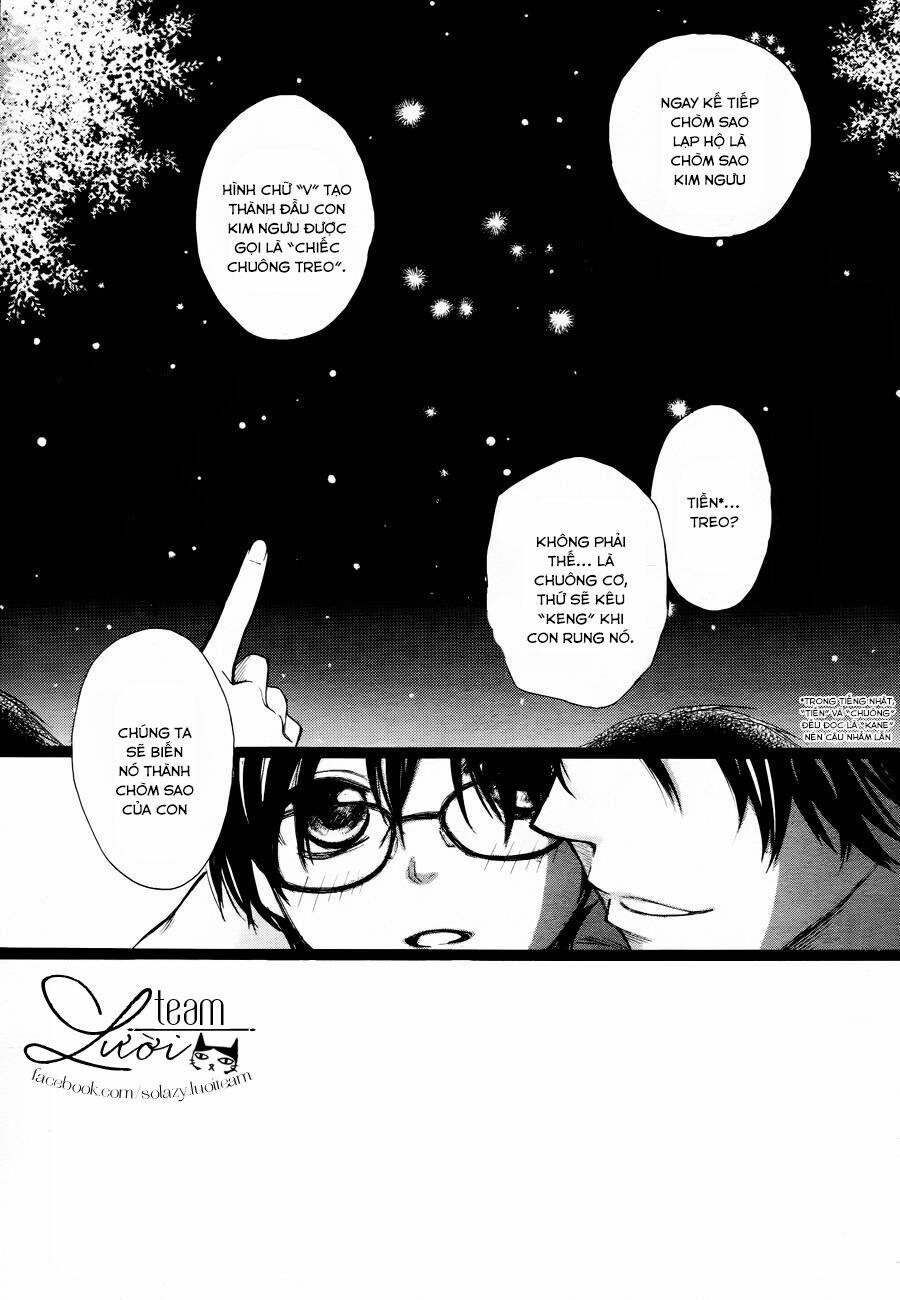 NGAY KẾ TIẾP
CHÒM SAO
LẠP HỘ LÀ
CHÒM SAO
KIM NGƯU
HÌNH CHỮ "V" TẠO
THÀNH ĐẦU CON
KIM NGƯU ĐƯỢC
GỌI LÀ "CHIẾC
CHUÔNG TREO".
TIỀN*...
TREO?
KHÔNG PHẢI
THẾ... LÀ
CHUÔNG CƠ,
THỨ SẼ KÊU
"KENG" KHI
CON RUNG NÓ.
*TRONG TIẾNG NHẬT,
"TIỀN" VÀ "CHUÔNG"
ĐỀU ĐỌC LÀ "KANE"
NÊN CẬU NHẦM LẪN
CHÚNG TA
SẼ BIẾN
NÓ THÀNH
CHÒM SAO
CỦA CON
team
Lười
facebook.com/solazy.luoiteam